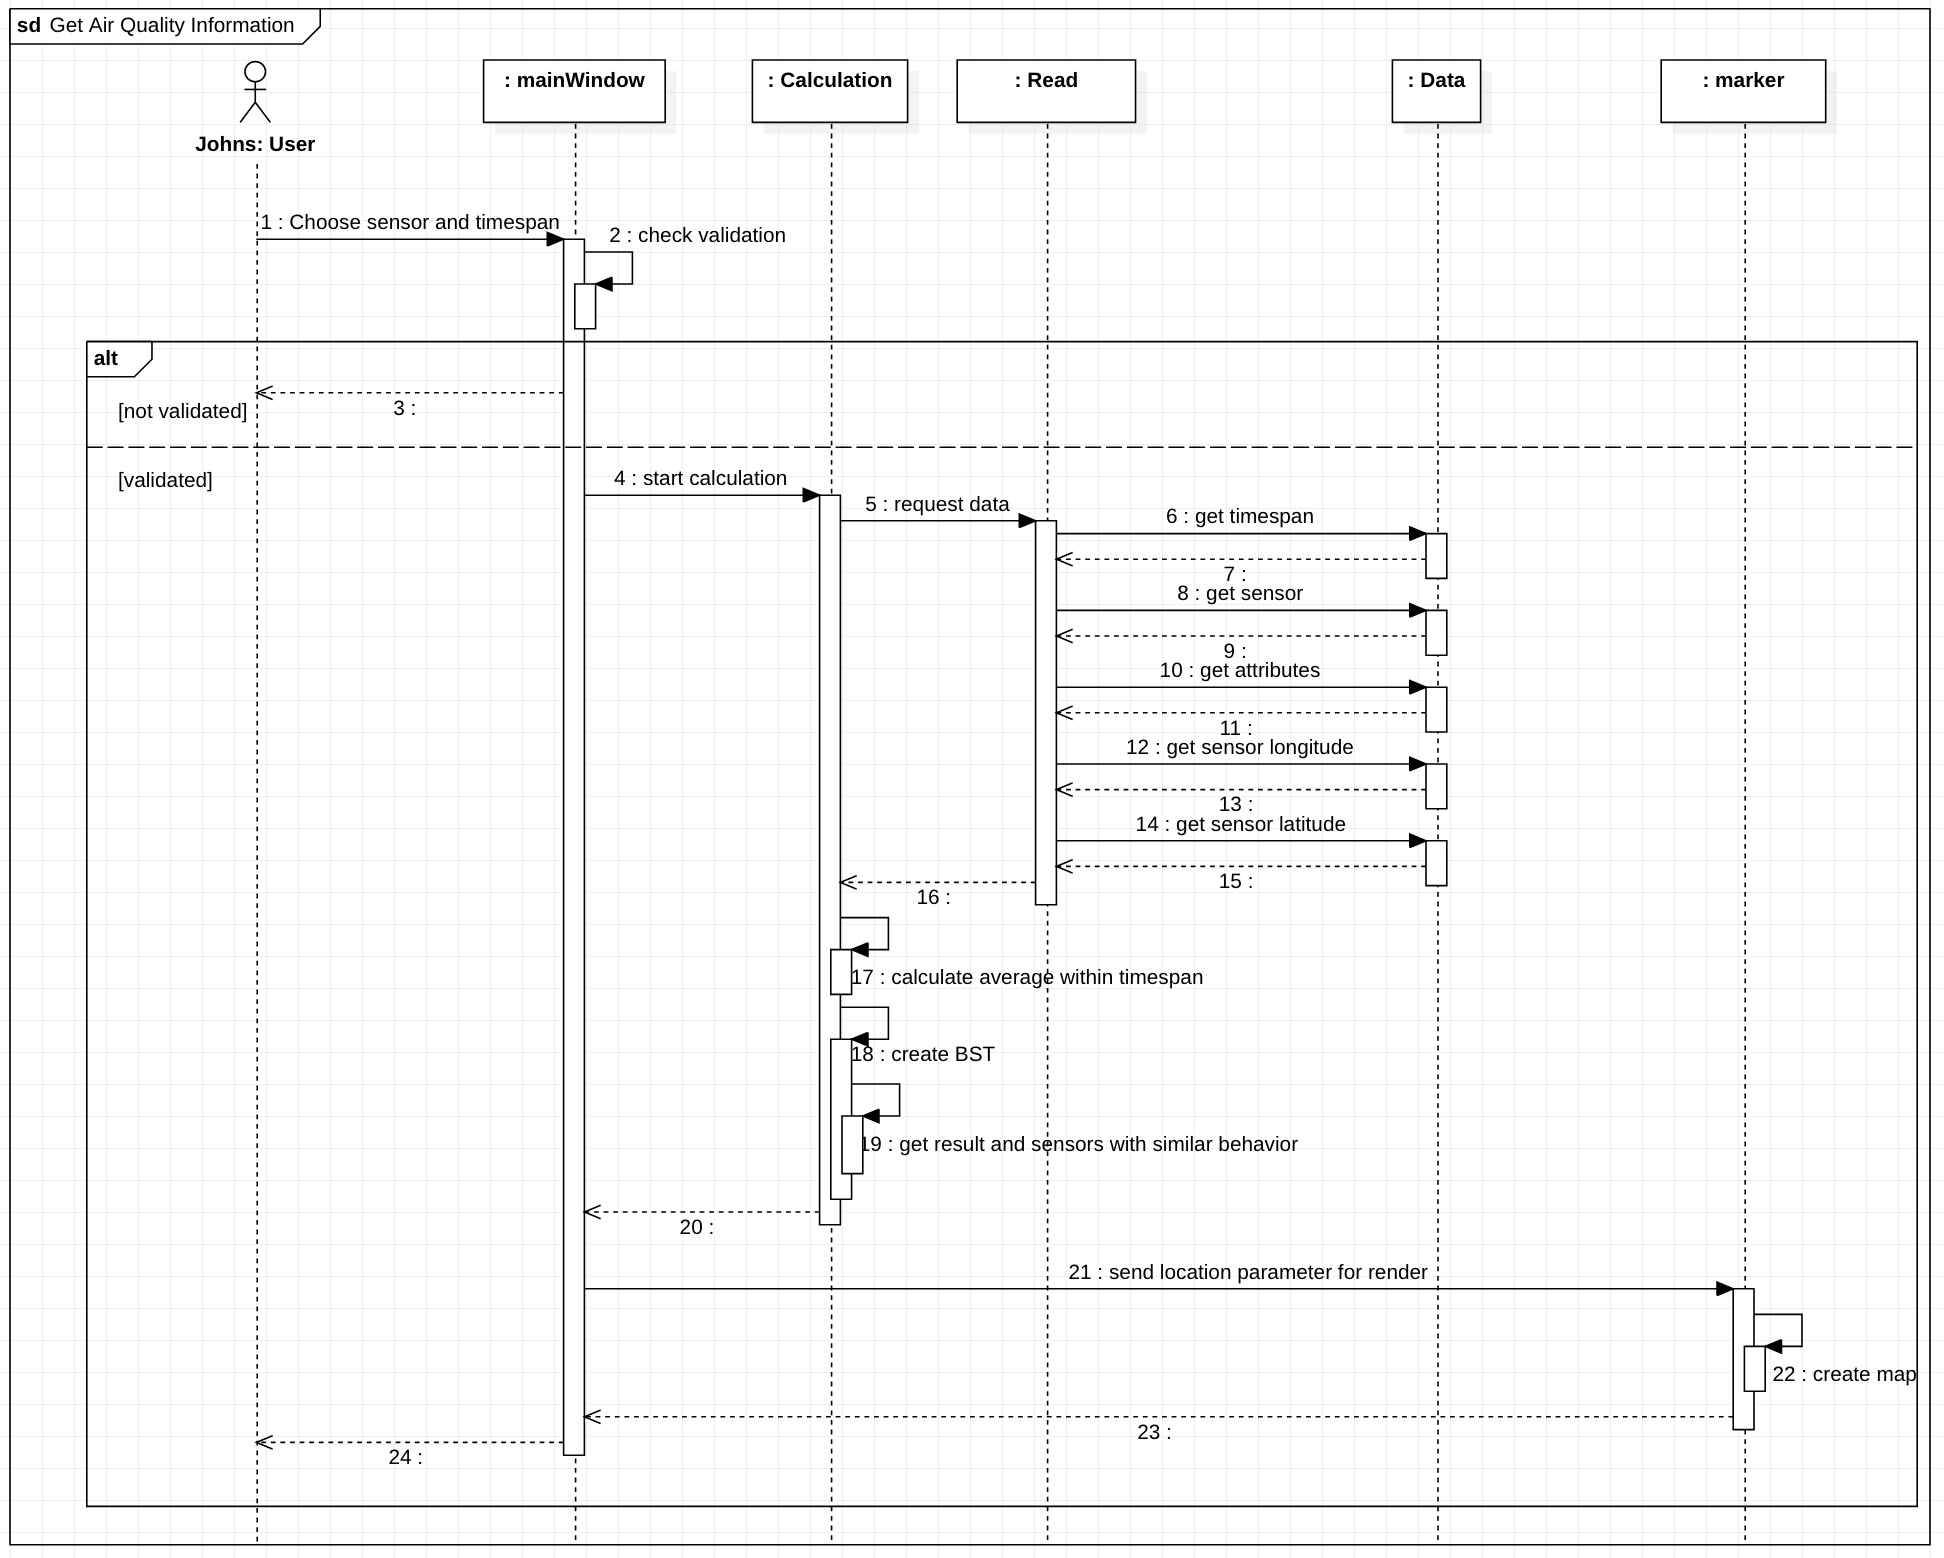 sd Get Air Quality Information
Johns: User
: mainWindow
: Calculation
: Read
: Data
: marker
1 : Choose sensor and timespan
2 : check validation
alt
3 :
[not validated]
[validated]
4 : start calculation
5 : request data
6 : get timespan
7 :
8 : get sensor
9 :
10 : get attributes
11 :
12 : get sensor longitude
13 :
14 : get sensor latitude
15 :
16 :
17 : calculate average within timespan
18 : create BST
19 : get result and sensors with similar behavior
20 :
21 : send location parameter for render
22 : create map
23 :
24 :